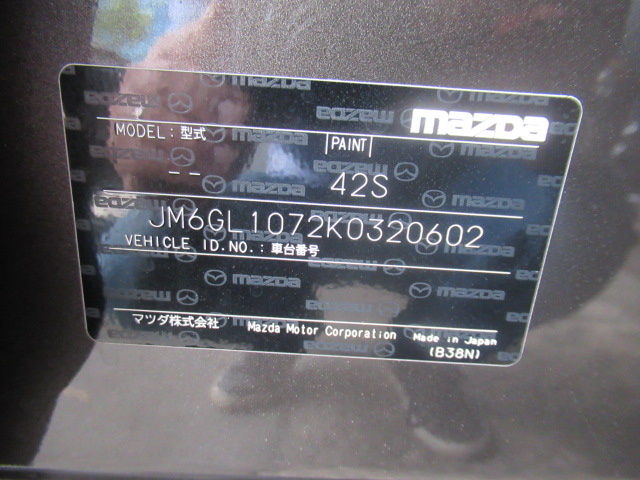 mazda
MODEL: 型式
PAINT
-- 42S
JM6GL1072K0320602
VEHICLE ID.NO.: 車台番号
マツダ株式会社 Mazda Motor Corporation Made in Japan
(B38N)